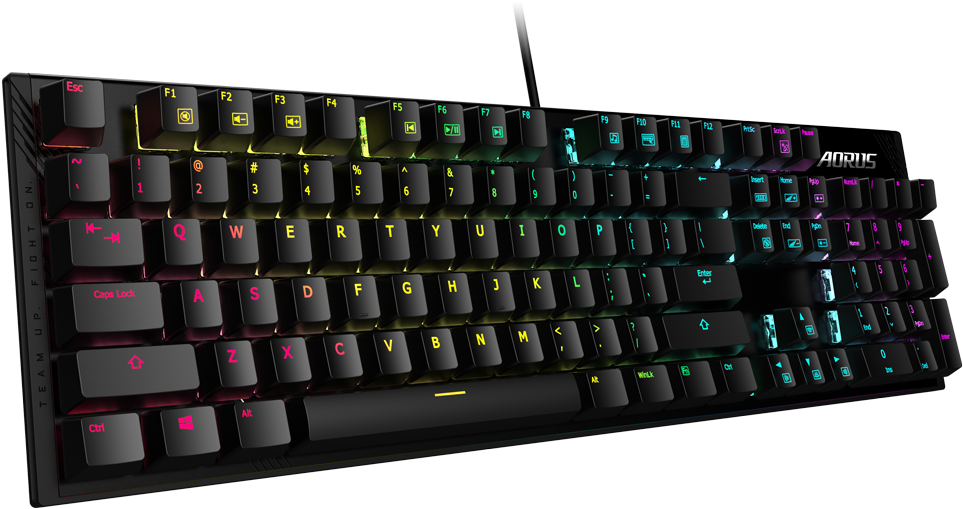 Esc F1 F2 F3 F4 F5 F6 F7 F8 F9 F10 F11 F12 PrtSc ScrLk Pause
AORUS
~ ! @ # $ % ^ & * ( ) _ +
` 1 2 3 4 5 6 7 8 9 0 - = ← Insert Home PgUp NumLk / * -
Q W E R T Y U I O P { } | Delete End PgDn 7 8 9
[ ] \ Home ^ PgUp +
Caps Lock A S D F G H J K L : " Enter 4 5 6
; '
Z X C V B N M < > ? 1 2 3
, . / End PgDn Enter
Ctrl Alt Alt WinLk Fn Ctrl 0
Ins Del
TEAM UP. FIGHT ON.